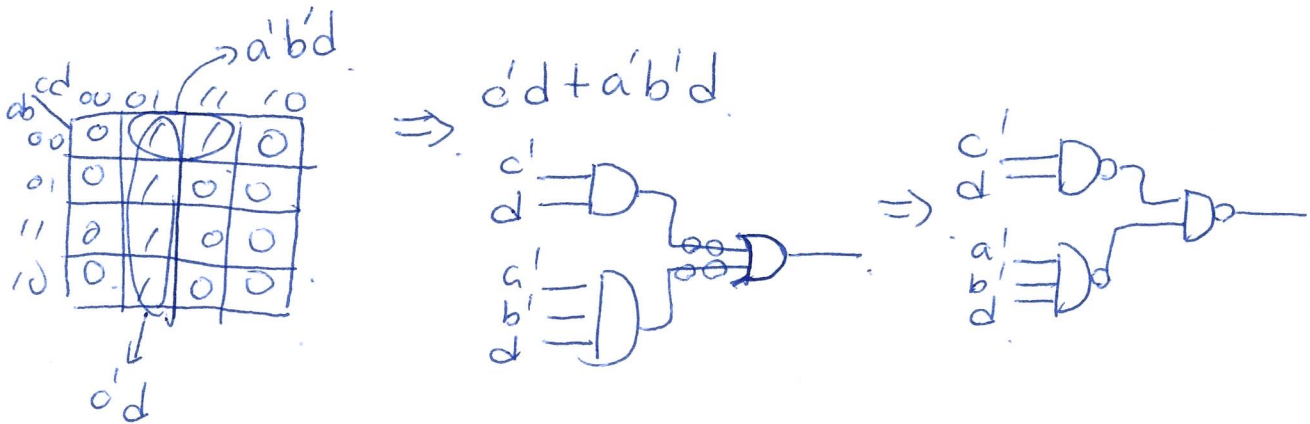 a'b'd
cd
ab
00 01 11 10
00 0 1 1 0
01 0 1 0 0
11 0 1 0 0
10 0 1 0 0
c'd
⇒
c'd + a'b'd
c'
d
a'
b'
d
⇒
c'
d
a'
b'
d